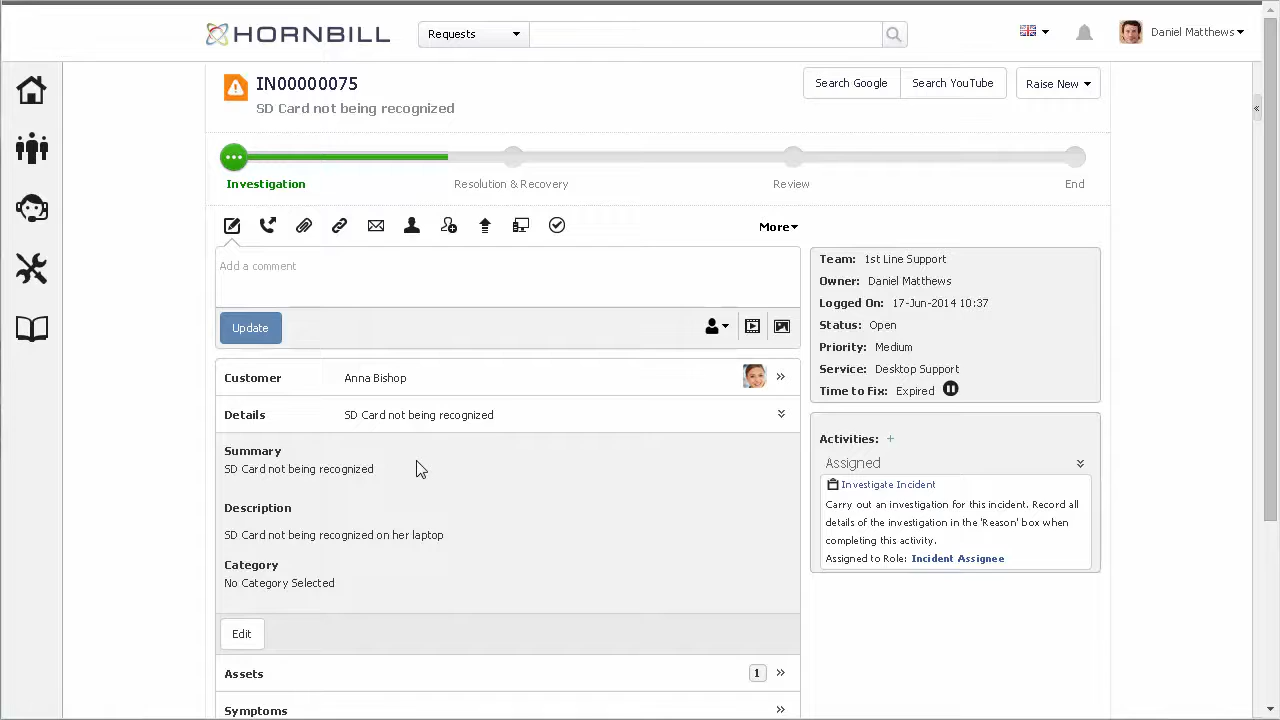 HORNBILL
Requests
Daniel Matthews
IN00000075
SD Card not being recognized
Search Google
Search YouTube
Raise New
Investigation
Resolution & Recovery
Review
End
More
Add a comment
Update
Customer Anna Bishop
Details SD Card not being recognized
Summary
SD Card not being recognized
Description
SD Card not being recognized on her laptop
Category
No Category Selected
Edit
Assets 1
Symptoms
Team: 1st Line Support
Owner: Daniel Matthews
Logged On: 17-Jun-2014 10:37
Status: Open
Priority: Medium
Service: Desktop Support
Time to Fix: Expired
Activities: +
Assigned
Investigate Incident
Carry out an investigation for this incident. Record all
details of the investigation in the 'Reason' box when
completing this activity.
Assigned to Role: Incident Assignee